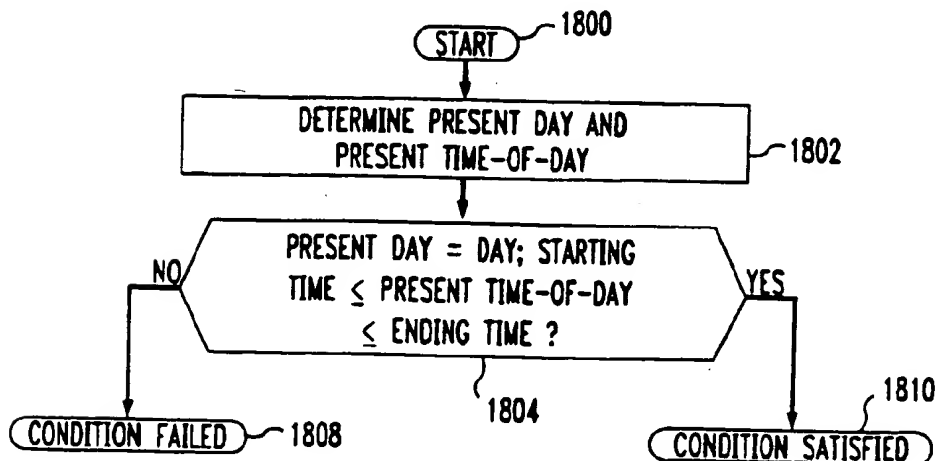 START
1800
DETERMINE PRESENT DAY AND
PRESENT TIME-OF-DAY
1802
PRESENT DAY = DAY; STARTING
TIME ≤ PRESENT TIME-OF-DAY
≤ ENDING TIME ?
NO
YES
1804
CONDITION FAILED
1808
1810
CONDITION SATISFIED